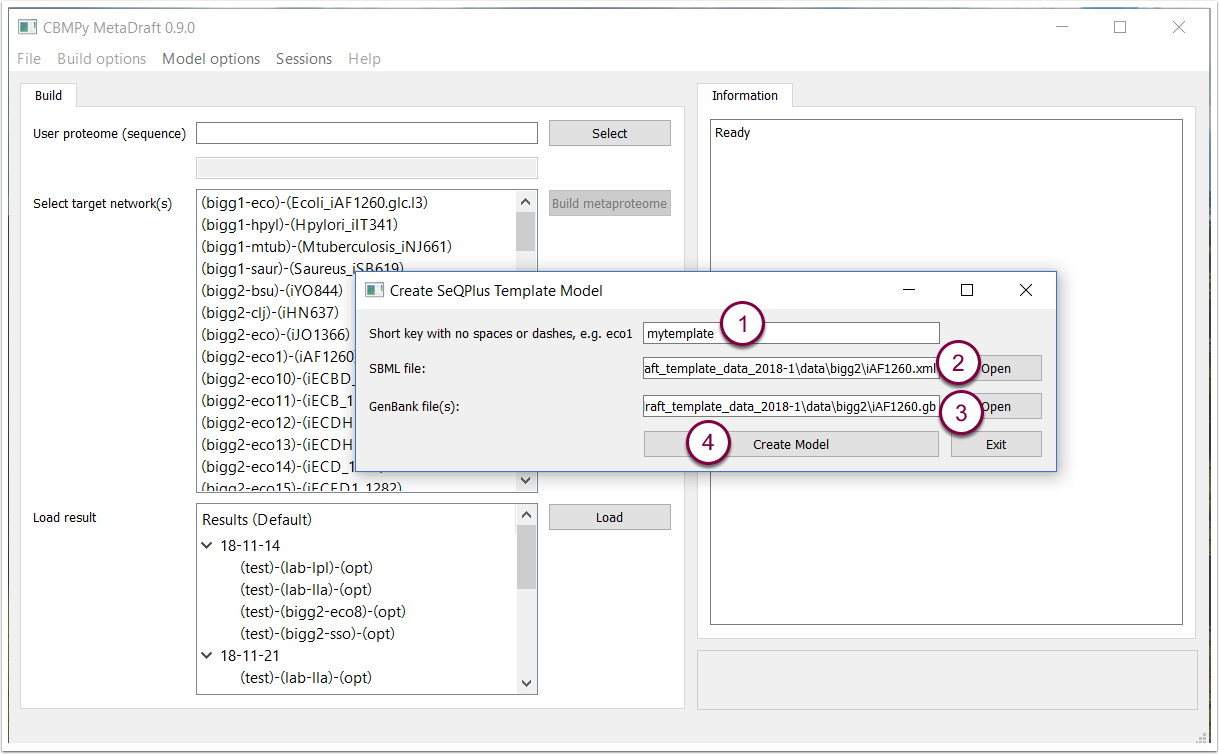 CBMPy MetaDraft 0.9.0
File Build options Model options Sessions Help
Build
User proteome (sequence)
Select
Select target network(s)
(bigg1-eco)-(Ecoli_iAF1260.glc.l3)
(bigg1-hpyl)-(Hpylori_iIT341)
(bigg1-mtub)-(Mtuberculosis_iNJ661)
(bigg1-saur)-(Saureus_iSB619)
(bigg2-bsu)-(iYO844)
(bigg2-clj)-(iHN637)
(bigg2-eco)-(iJO1366)
(bigg2-eco1)-(iAF1260
(bigg2-eco10)-(iECBD_
(bigg2-eco11)-(iECB_1
(bigg2-eco12)-(iECDH
(bigg2-eco13)-(iECDH
(bigg2-eco14)-(iECD_1
(bigg2-eco15)-(iECED1_1282)
Build metaproteome
Load result
Results (Default)
18-11-14
(test)-(lab-lpl)-(opt)
(test)-(lab-lla)-(opt)
(test)-(bigg2-eco8)-(opt)
(test)-(bigg2-sso)-(opt)
18-11-21
(test)-(lab-lla)-(opt)
Load
Information
Ready
Create SeQPlus Template Model
Short key with no spaces or dashes, e.g. eco1 mytemplate 1
SBML file: aft_template_data_2018-1\data\bigg2\iAF1260.xml 2 Open
GenBank file(s): raft_template_data_2018-1\data\bigg2\iAF1260.gb 3 Open
4 Create Model Exit